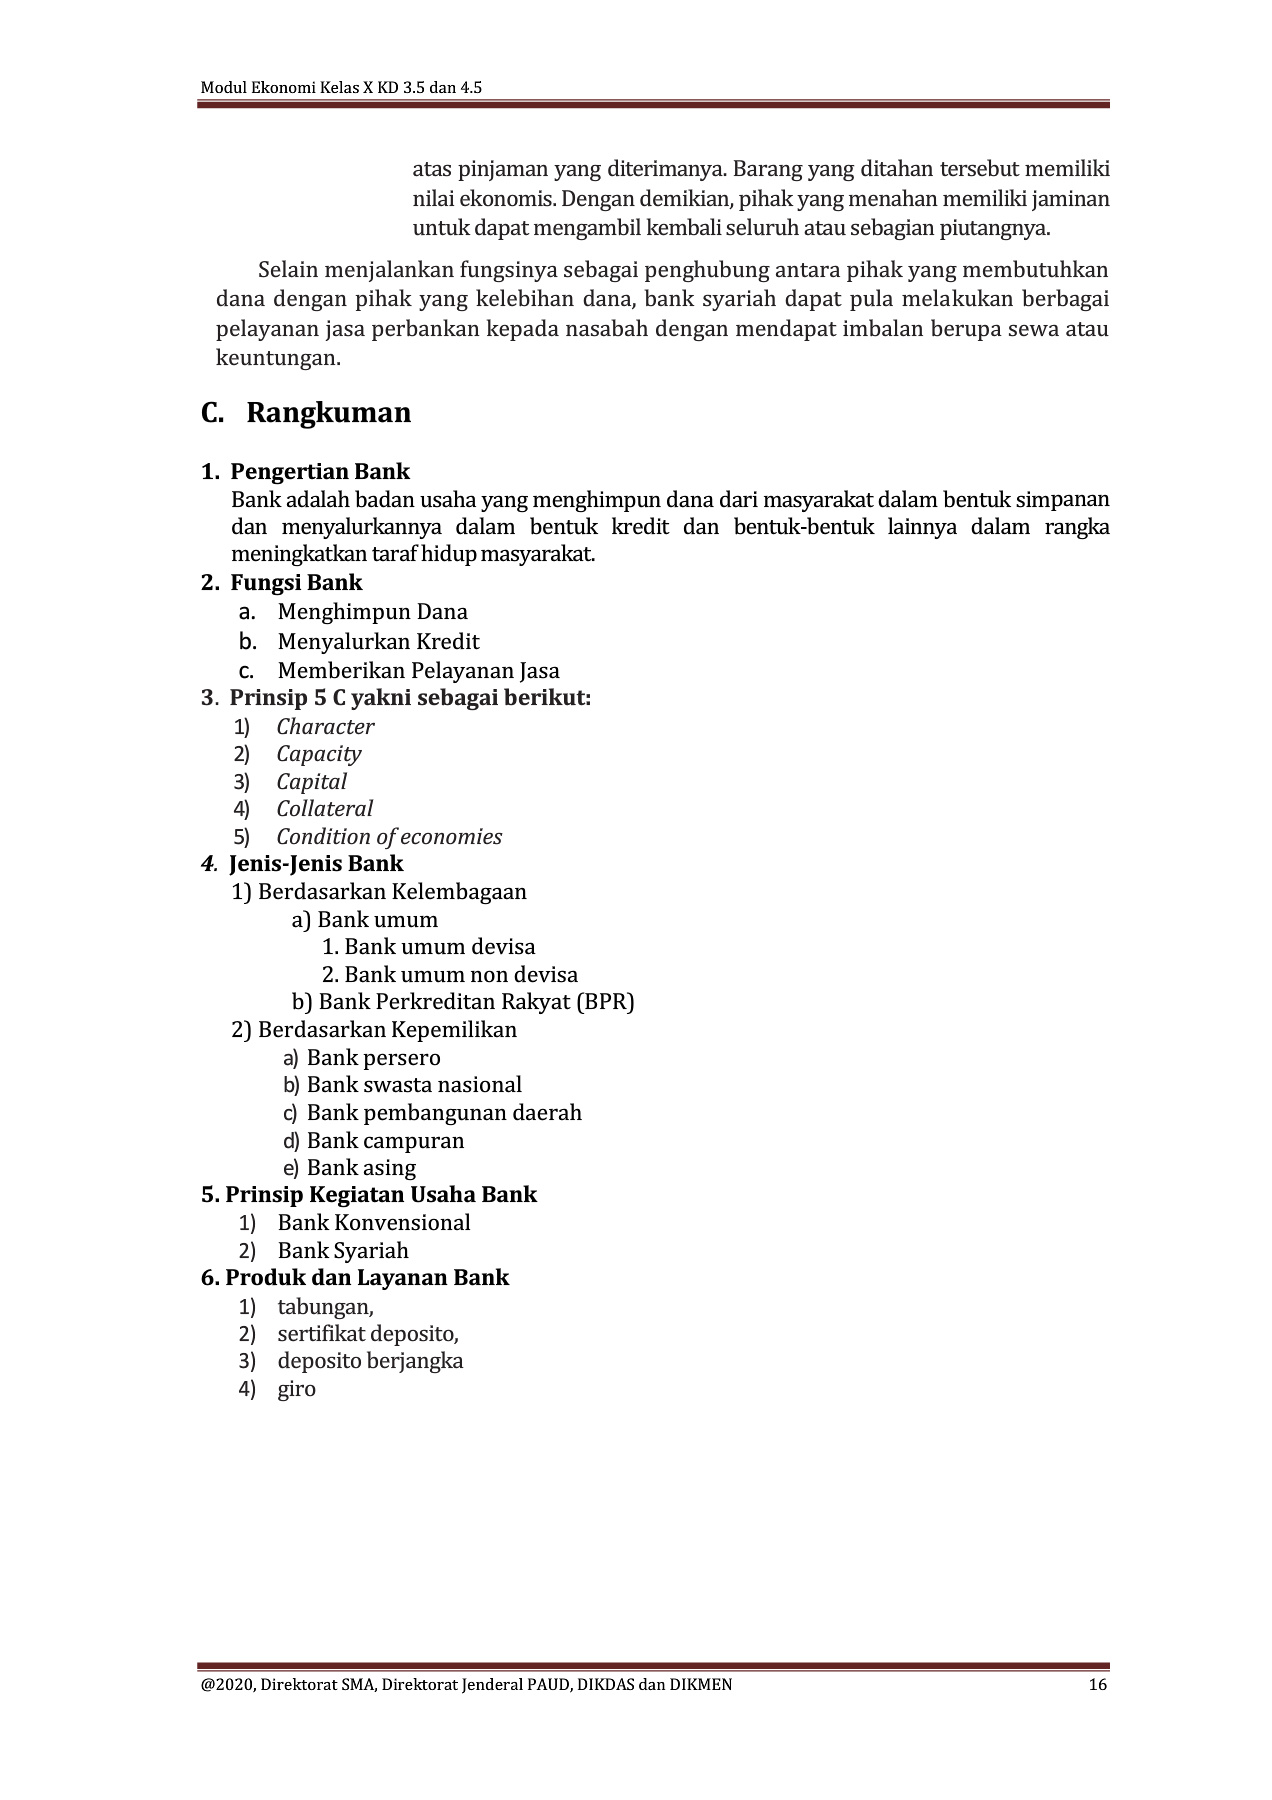 Modul Ekonomi Kelas X KD 3.5 dan 4.5
atas pinjaman yang diterimanya. Barang yang ditahan tersebut memiliki
nilai ekonomis. Dengan demikian, pihak yang menahan memiliki jaminan
untuk dapat mengambil kembali seluruh atau sebagian piutangnya.
Selain menjalankan fungsinya sebagai penghubung antara pihak yang membutuhkan
dana dengan pihak yang kelebihan dana, bank syariah dapat pula melakukan berbagai
pelayanan jasa perbankan kepada nasabah dengan mendapat imbalan berupa sewa atau
keuntungan.
C. Rangkuman
1. Pengertian Bank
Bank adalah badan usaha yang menghimpun dana dari masyarakat dalam bentuk simpanan
dan menyalurkannya dalam bentuk kredit dan bentuk-bentuk lainnya dalam rangka
meningkatkan taraf hidup masyarakat.
2. Fungsi Bank
a. Menghimpun Dana
b. Menyalurkan Kredit
c. Memberikan Pelayanan Jasa
3. Prinsip 5 C yakni sebagai berikut:
1) Character
2) Capacity
3) Capital
4) Collateral
5) Condition of economies
4. Jenis-Jenis Bank
1) Berdasarkan Kelembagaan
a) Bank umum
1. Bank umum devisa
2. Bank umum non devisa
b) Bank Perkreditan Rakyat (BPR)
2) Berdasarkan Kepemilikan
a) Bank persero
b) Bank swasta nasional
c) Bank pembangunan daerah
d) Bank campuran
e) Bank asing
5. Prinsip Kegiatan Usaha Bank
1) Bank Konvensional
2) Bank Syariah
6. Produk dan Layanan Bank
1) tabungan,
2) sertifikat deposito,
3) deposito berjangka
4) giro
@2020, Direktorat SMA, Direktorat Jenderal PAUD, DIKDAS dan DIKMEN 16